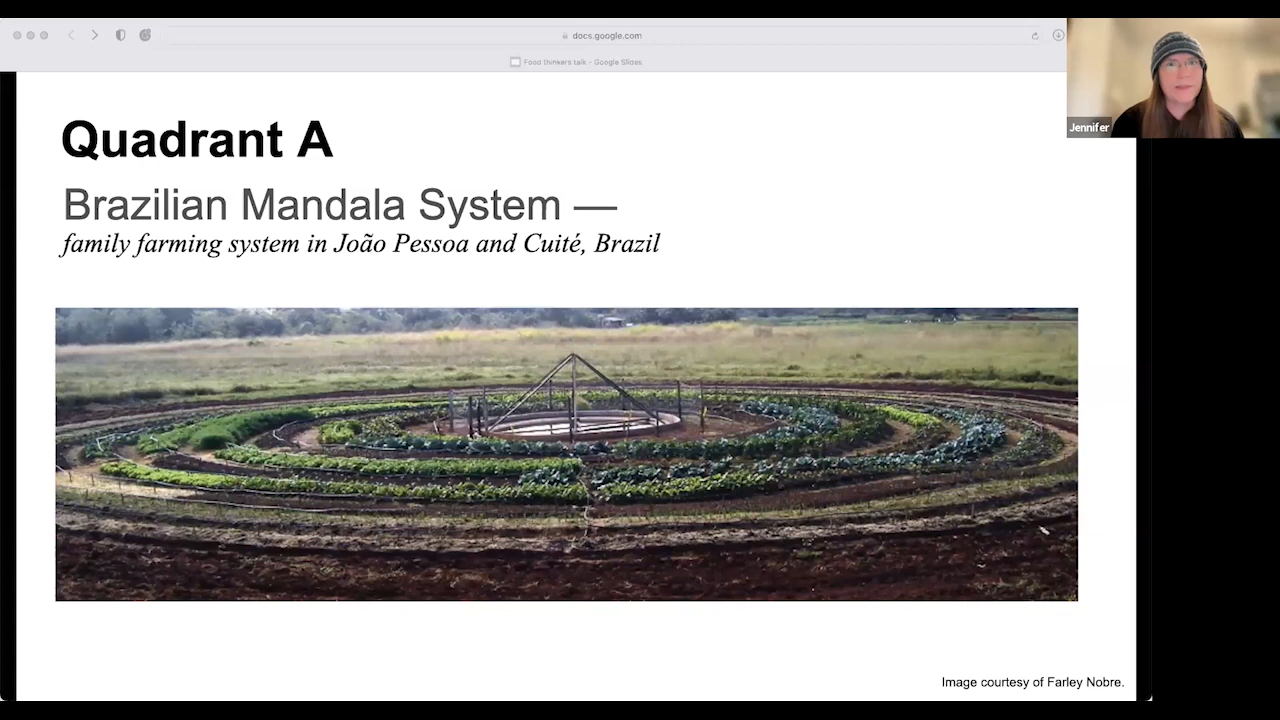 docs.google.com
Food thinkers talk - Google Slides
Jennifer
Quadrant A
Brazilian Mandala System —
family farming system in João Pessoa and Cuité, Brazil
Image courtesy of Farley Nobre.